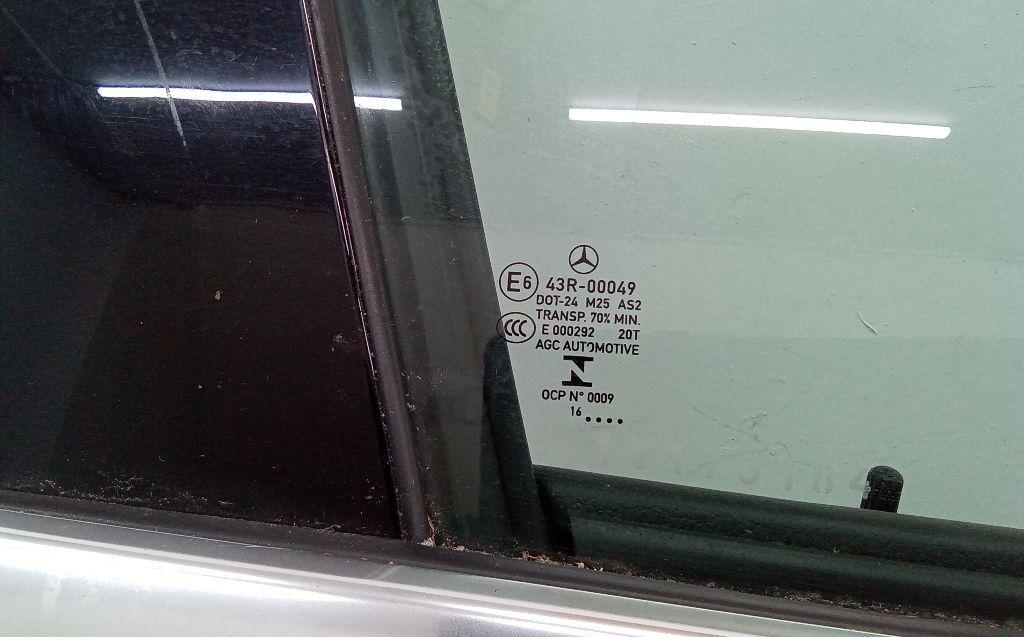 E6 43R-00049
DOT-24 M25 AS2
TRANSP. 70% MIN.
CCC E 000292 20T
AGC AUTOMOTIVE
OCP N° 0009
16 ....